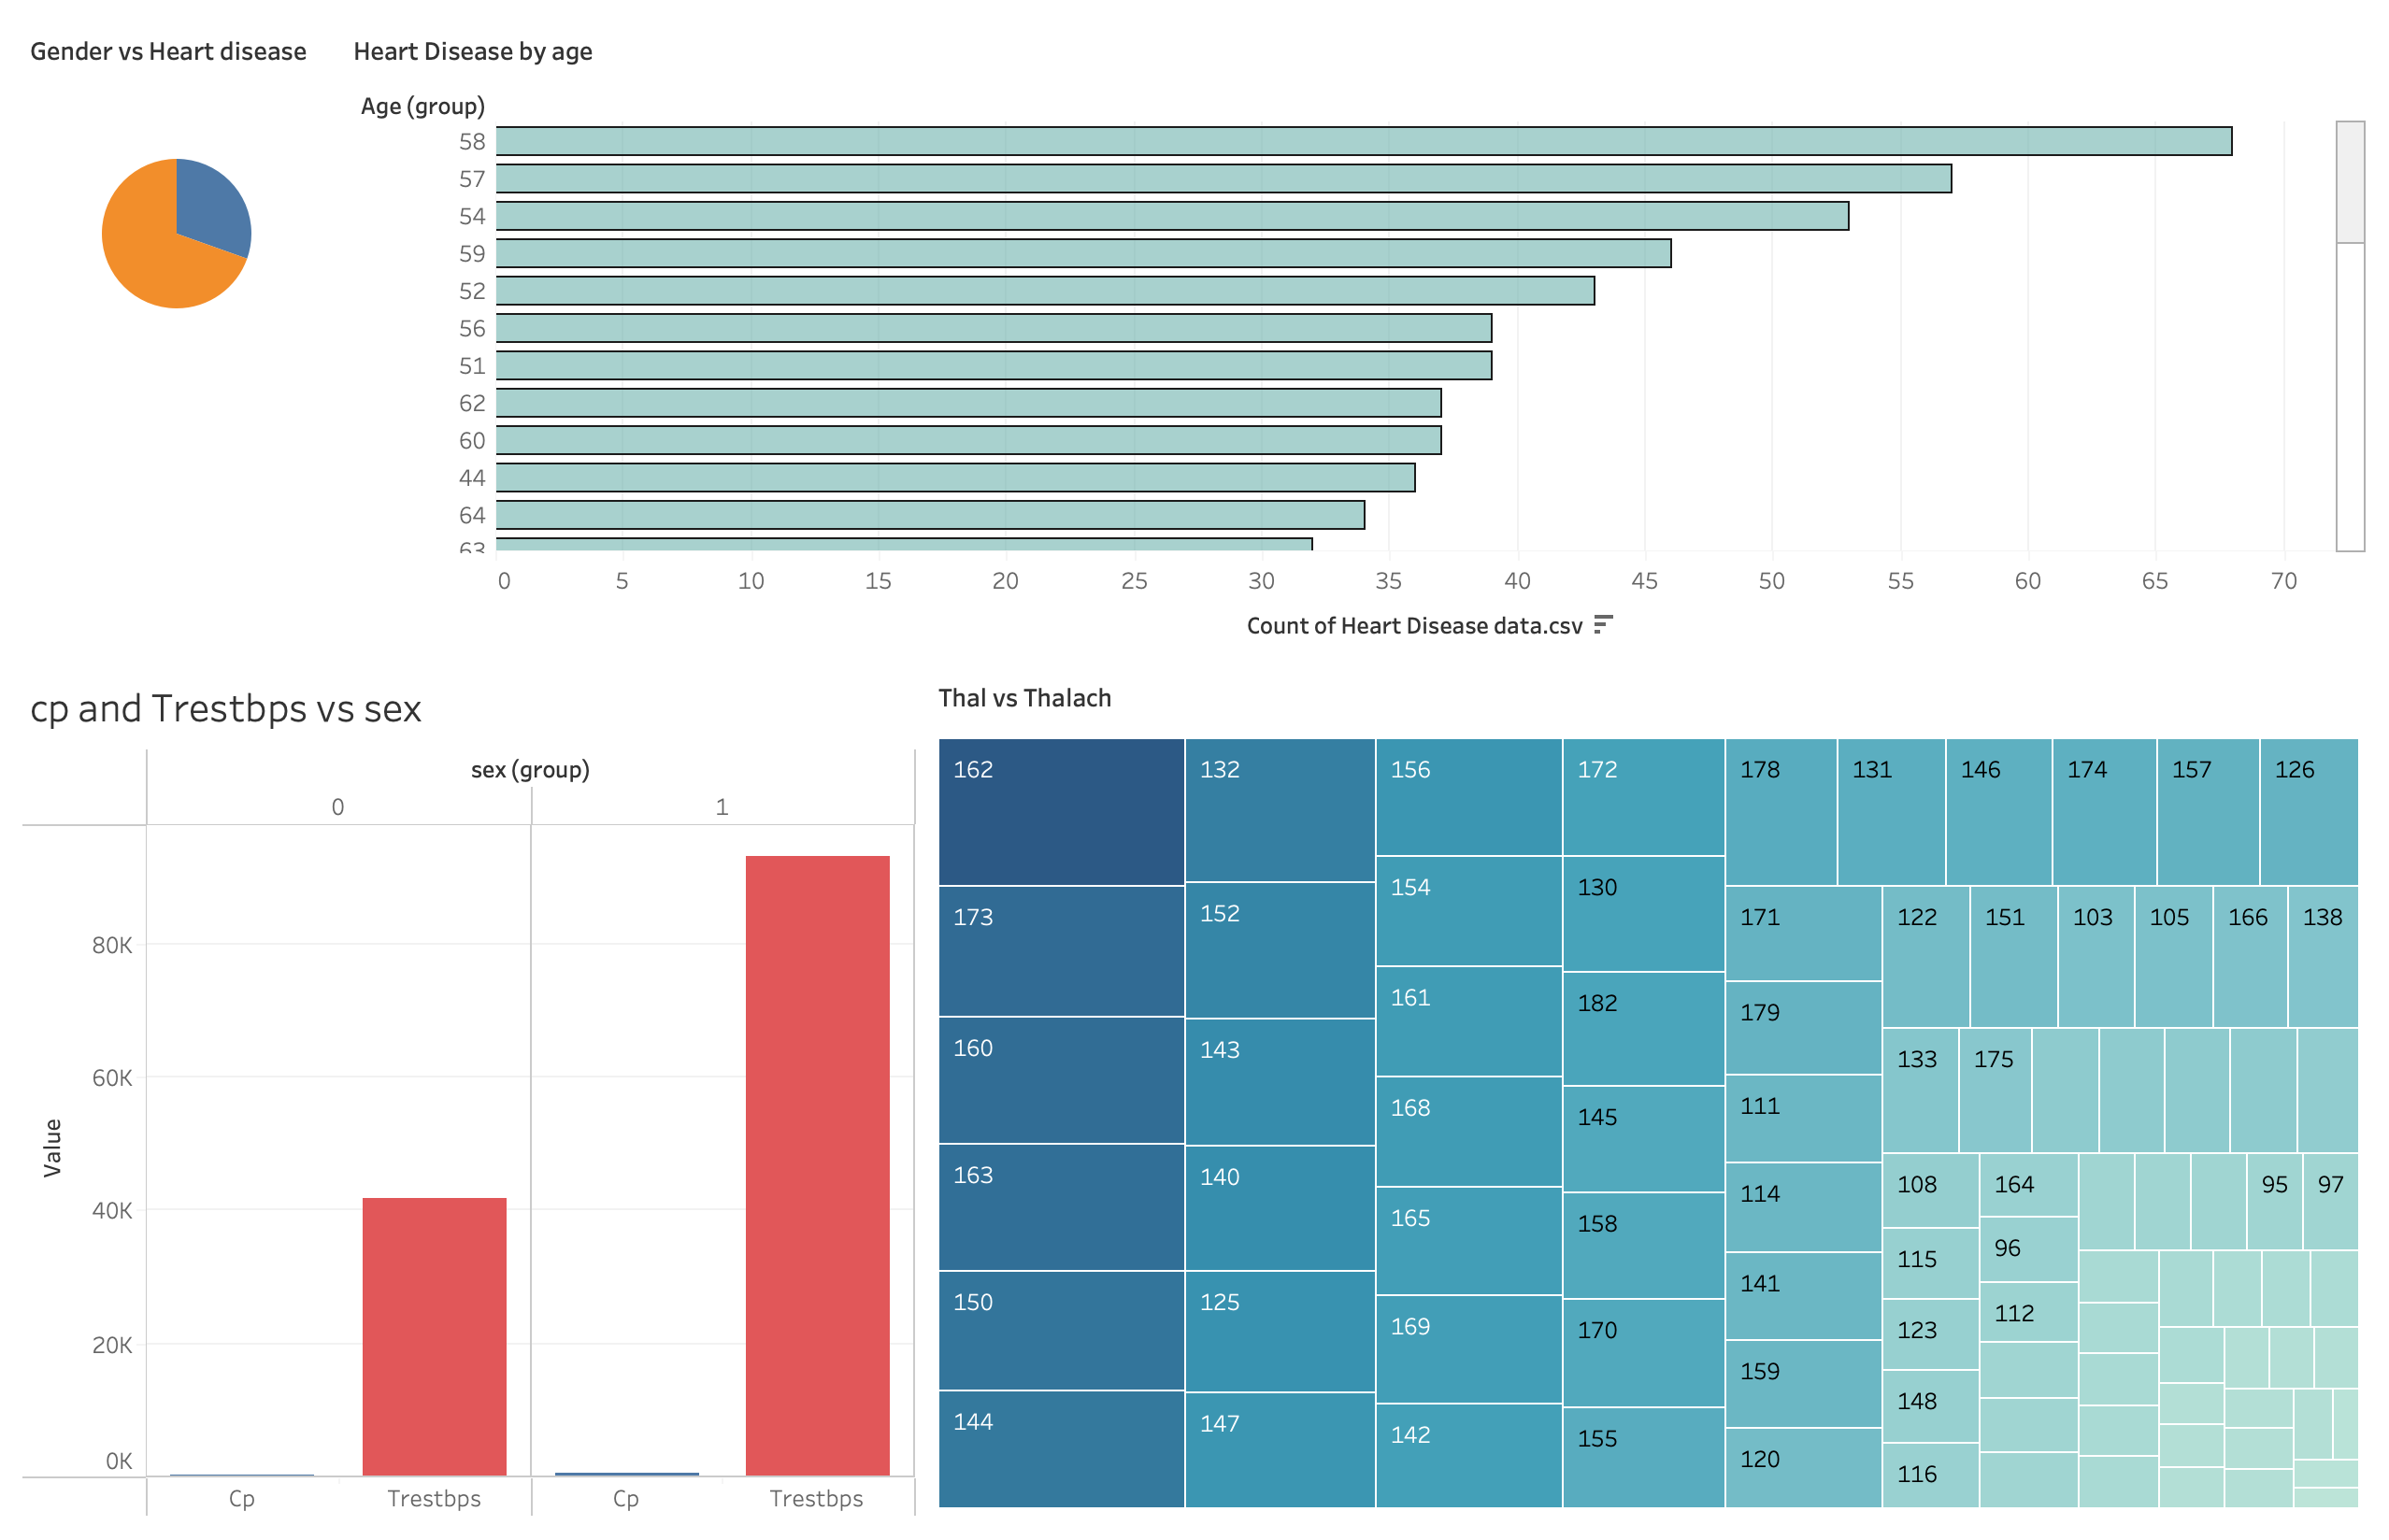 Gender vs Heart disease
Heart Disease by age
Age (group)
58
57
54
59
52
56
51
62
60
44
64
63
0 5 10 15 20 25 30 35 40 45 50 55 60 65 70
Count of Heart Disease data.csv
cp and Trestbps vs sex
sex (group)
0 1
80K
60K
40K
20K
0K
Value
Cp Trestbps Cp Trestbps
Thal vs Thalach
162 132 156 172 178 131 146 174 157 126
154 130
173 152 171 122 151 103 105 166 138
161 182 179
160 143 133 175
168 145 111
163 140 165 114 108 164 95 97
158 96
115
150 125 169 170 141 123 112
159
144 147 142 155 120 148
116